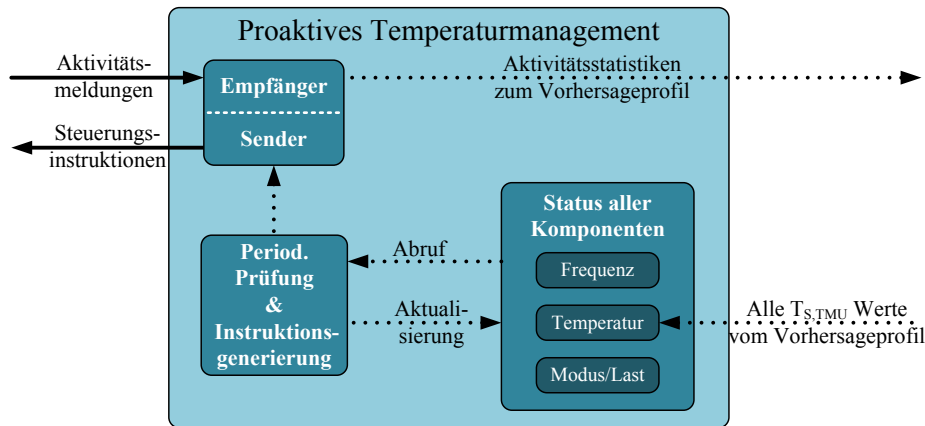 Proaktives Temperaturmanagement
Aktivitäts-
meldungen
Empfänger
Aktivitätsstatistiken
zum Vorhersageprofil
Steuerungs-
instruktionen
Sender
Status aller
Komponenten
Period.
Prüfung
&
Instruktions-
generierung
Abruf
Frequenz
Aktuali-
sierung
Temperatur
Alle T_S,TMU Werte
vom Vorhersageprofil
Modus/Last